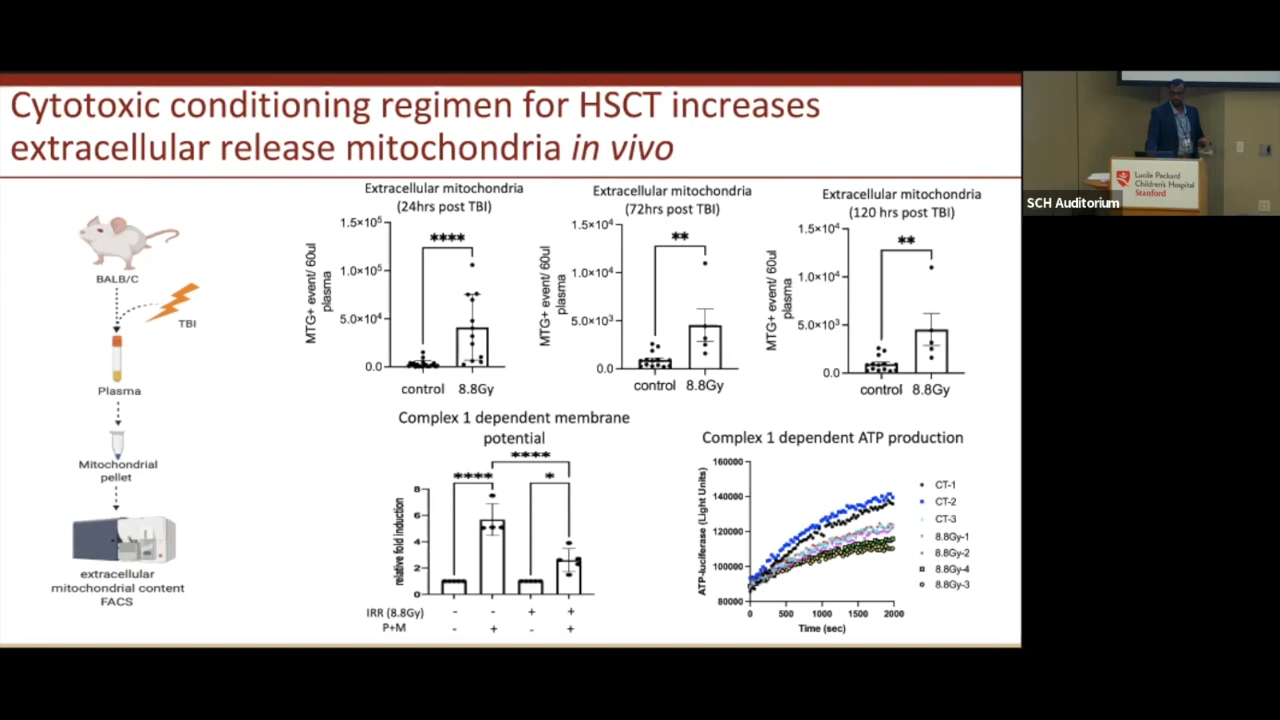 Cytotoxic conditioning regimen for HSCT increases
extracellular release mitochondria in vivo
BALB/C
TBI
Plasma
Mitochondrial
pellet
extracellular
mitochondrial content
FACS
Extracellular mitochondria
(24hrs post TBI)
MTG+ event/ 60ul
plasma
1.5×10⁵
1.0×10⁵
5.0×10⁴
0.0
****
control 8.8Gy
Extracellular mitochondria
(72hrs post TBI)
MTG+ event/ 60ul
plasma
1.5×10⁴
1.0×10⁴
5.0×10³
0.0
**
control 8.8Gy
Extracellular mitochondria
(120 hrs post TBI)
MTG+ event/ 60ul
plasma
1.5×10⁴
1.0×10⁴
5.0×10³
0.0
**
control 8.8Gy
Complex 1 dependent membrane
potential
relative fold induction
8
6
4
2
0
****
**** *
IRR (8.8Gy) - - + +
P+M - + - +
Complex 1 dependent ATP production
ATP-luciferase (Light Units)
160000
140000
120000
100000
80000
0 500 1000 1500 2000
Time (sec)
CT-1
CT-2
CT-3
8.8Gy-1
8.8Gy-2
8.8Gy-4
8.8Gy-3
Lucile Packard
Children's Hospital
Stanford
SCH Auditorium